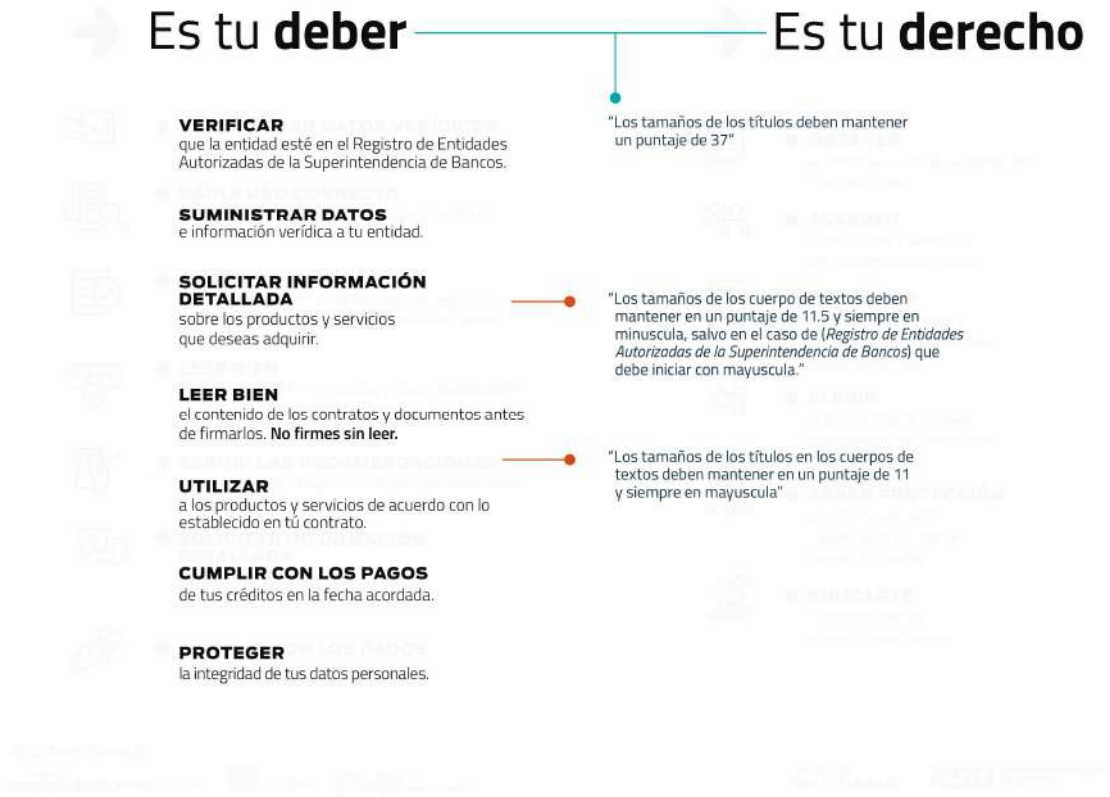 Es tu deber
Es tu derecho
VERIFICAR
que la entidad esté en el Registro de Entidades
Autorizadas de la Superintendencia de Bancos.
SUMINISTRAR DATOS
e información verídica a tu entidad.
SOLICITAR INFORMACIÓN
DETALLADA
sobre los productos y servicios
que deseas adquirir.
LEER BIEN
el contenido de los contratos y documentos antes
de firmarlos. No firmes sin leer.
UTILIZAR
a los productos y servicios de acuerdo con lo
establecido en tú contrato.
CUMPLIR CON LOS PAGOS
de tus créditos en la fecha acordada.
PROTEGER
la integridad de tus datos personales.
"Los tamaños de los títulos deben mantener
un puntaje de 37"
"Los tamaños de los cuerpo de textos deben
mantener en un puntaje de 11.5 y siempre en
minuscula, salvo en el caso de (Registro de Entidades
Autorizadas de la Superintendencia de Bancos) que
debe iniciar con mayuscula."
"Los tamaños de los títulos en los cuerpos de
textos deben mantener en un puntaje de 11
y siempre en mayuscula"